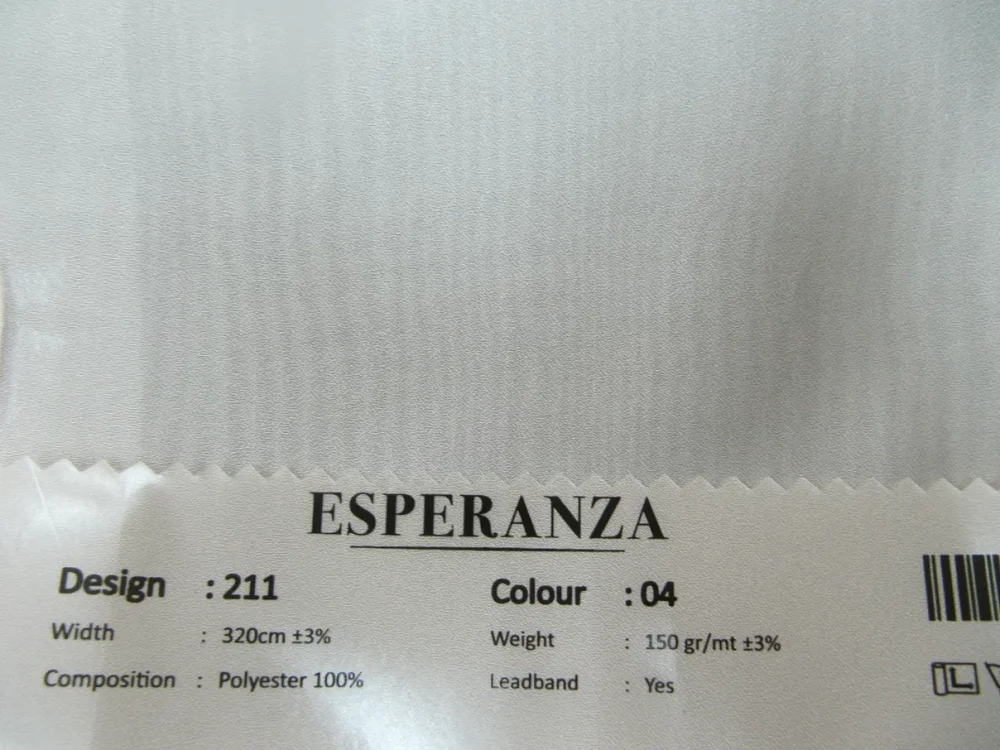 ESPERANZA
Design : 211 Colour : 04
Width : 320cm ±3% Weight : 150 gr/mt ±3%
Composition : Polyester 100% Leadband : Yes